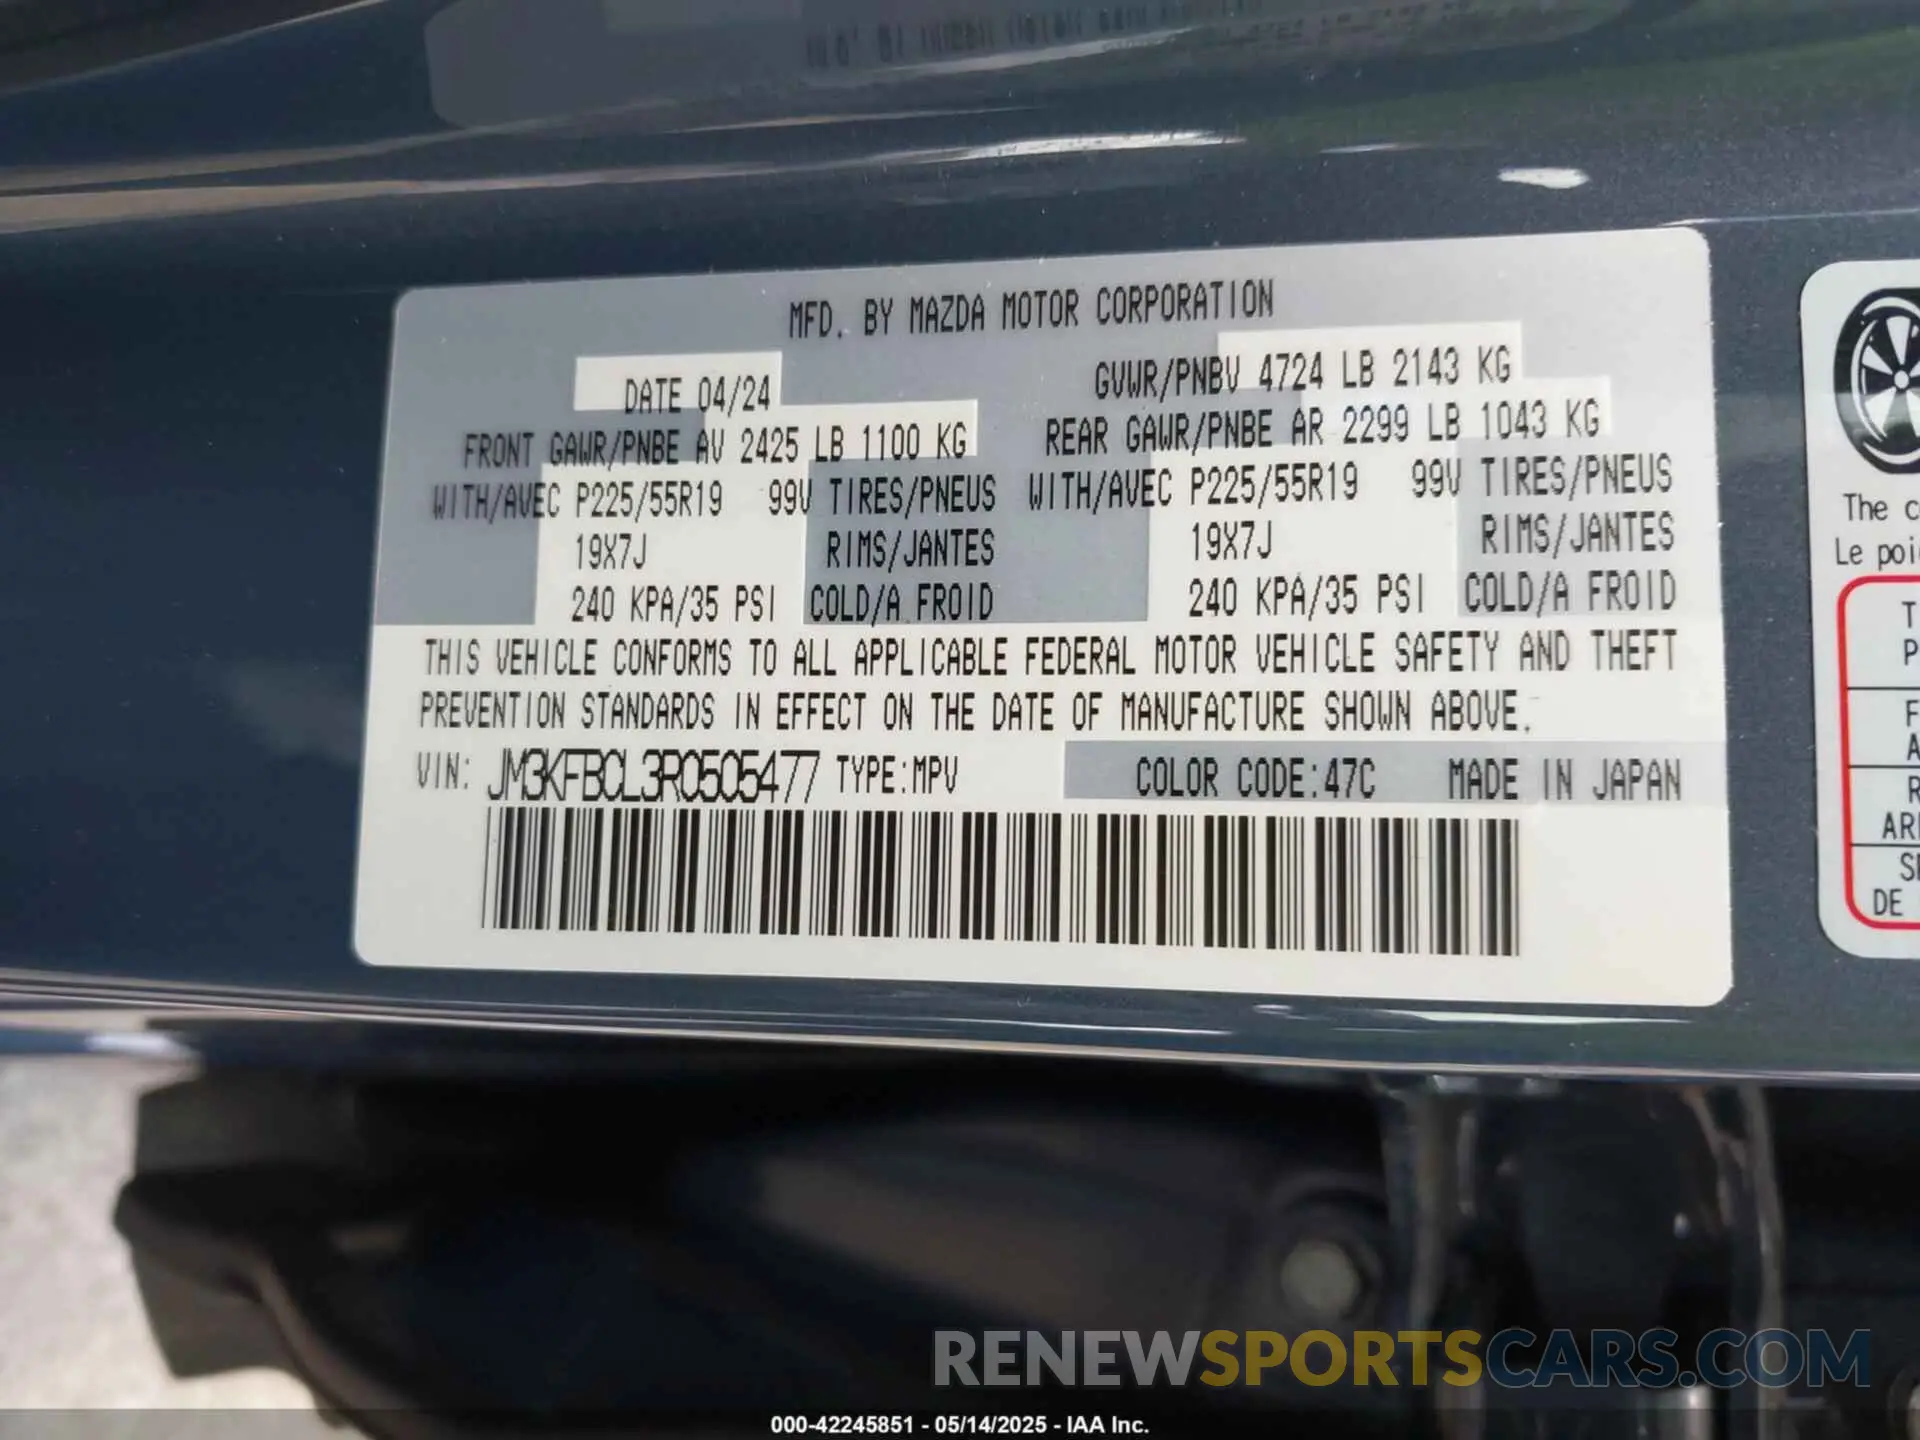 MFD. BY MAZDA MOTOR CORPORATION
DATE 04/24 GVWR/PNBV 4724 LB 2143 KG
FRONT GAWR/PNBE AV 2425 LB 1100 KG REAR GAWR/PNBE AR 2299 LB 1043 KG
WITH/AVEC P225/55R19 99V TIRES/PNEUS WITH/AVEC P225/55R19 99V TIRES/PNEUS
19X7J RIMS/JANTES 19X7J RIMS/JANTES
240 KPA/35 PSI COLD/A FROID 240 KPA/35 PSI COLD/A FROID
THIS VEHICLE CONFORMS TO ALL APPLICABLE FEDERAL MOTOR VEHICLE SAFETY AND THEFT
PREVENTION STANDARDS IN EFFECT ON THE DATE OF MANUFACTURE SHOWN ABOVE.
VIN: JM3KFBCL3R0505477 TYPE:MPV COLOR CODE:47C MADE IN JAPAN
The c
Le poi
T
P
F
A
R
AR
S
DE
RENEWSPORTSCARS.COM
000-42245851 - 05/14/2025 - IAA Inc.